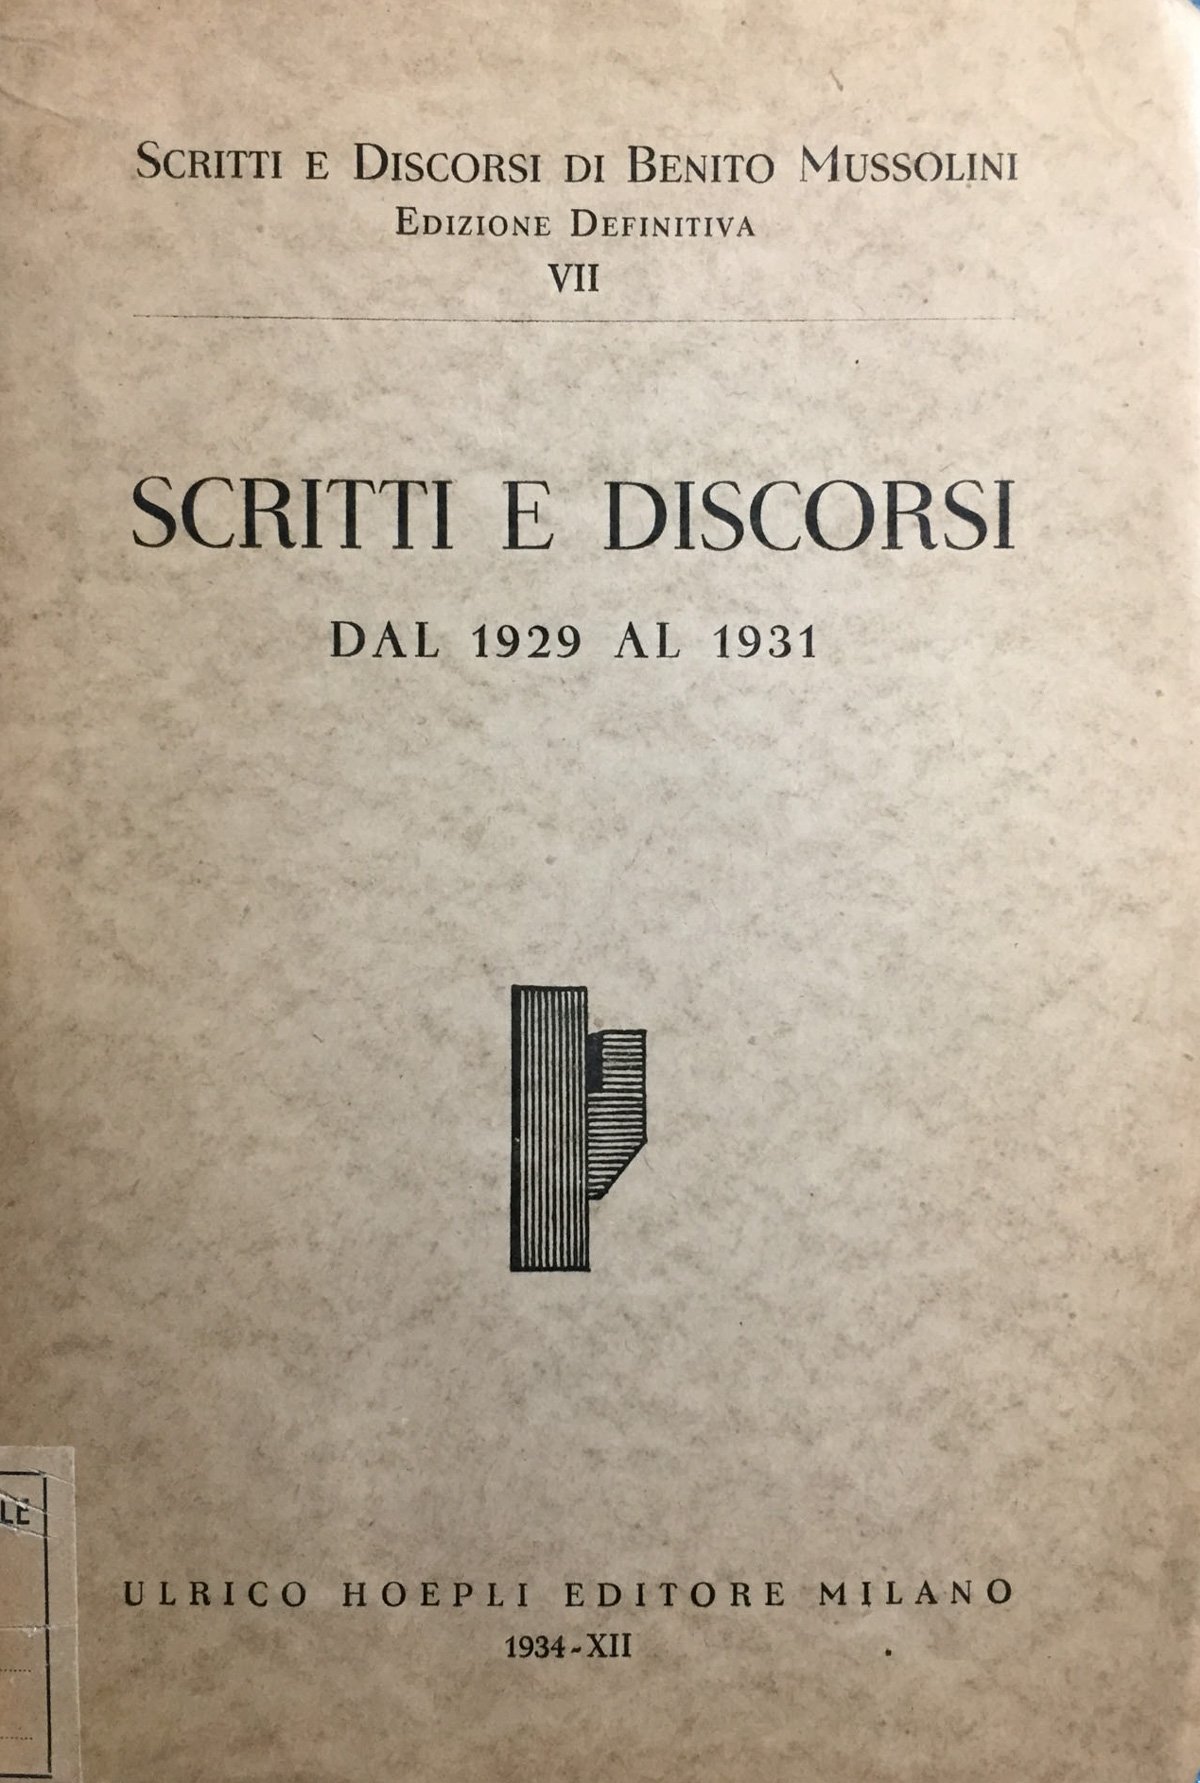 SCRITTI E DISCORSI DI BENITO MUSSOLINI
EDIZIONE DEFINITIVA
VII
SCRITTI E DISCORSI
DAL 1929 AL 1931
LE
ULRICO HOEPLI EDITORE MILANO
1934-XII